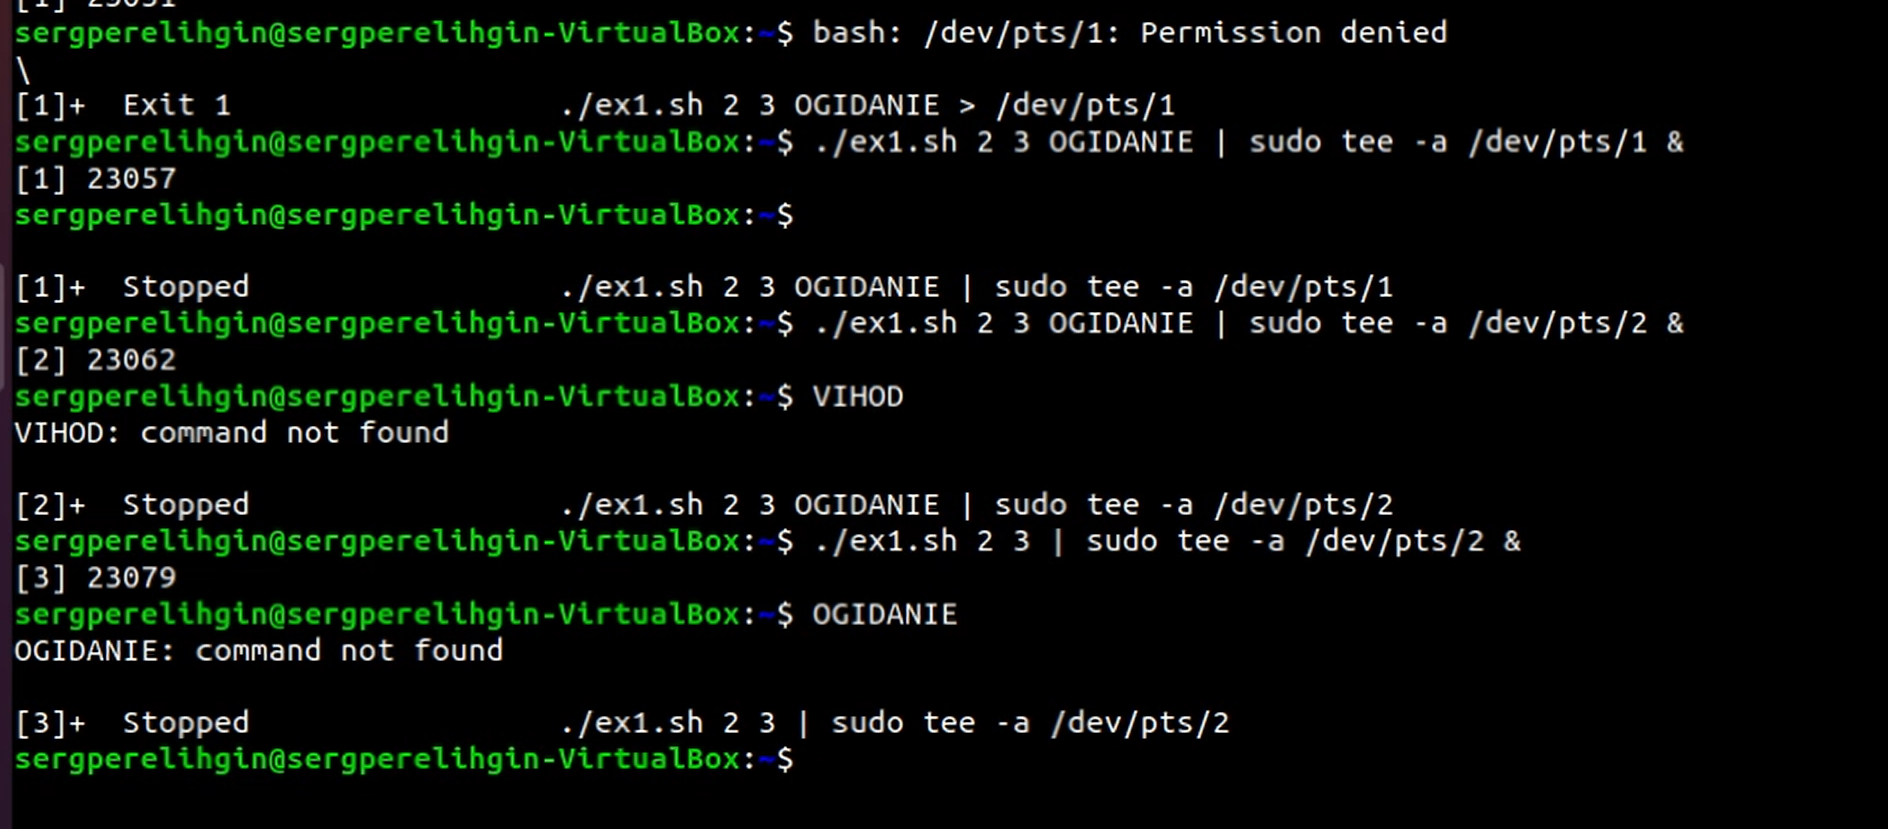 [1] 23051
sergperelihgin@sergperelihgin-VirtualBox:~$ bash: /dev/pts/1: Permission denied
\
[1]+  Exit 1                  ./ex1.sh 2 3 OGIDANIE > /dev/pts/1
sergperelihgin@sergperelihgin-VirtualBox:~$ ./ex1.sh 2 3 OGIDANIE | sudo tee -a /dev/pts/1 &
[1] 23057
sergperelihgin@sergperelihgin-VirtualBox:~$
[1]+  Stopped                 ./ex1.sh 2 3 OGIDANIE | sudo tee -a /dev/pts/1
sergperelihgin@sergperelihgin-VirtualBox:~$ ./ex1.sh 2 3 OGIDANIE | sudo tee -a /dev/pts/2 &
[2] 23062
sergperelihgin@sergperelihgin-VirtualBox:~$ VIHOD
VIHOD: command not found
[2]+  Stopped                 ./ex1.sh 2 3 OGIDANIE | sudo tee -a /dev/pts/2
sergperelihgin@sergperelihgin-VirtualBox:~$ ./ex1.sh 2 3 | sudo tee -a /dev/pts/2 &
[3] 23079
sergperelihgin@sergperelihgin-VirtualBox:~$ OGIDANIE
OGIDANIE: command not found
[3]+  Stopped                 ./ex1.sh 2 3 | sudo tee -a /dev/pts/2
sergperelihgin@sergperelihgin-VirtualBox:~$